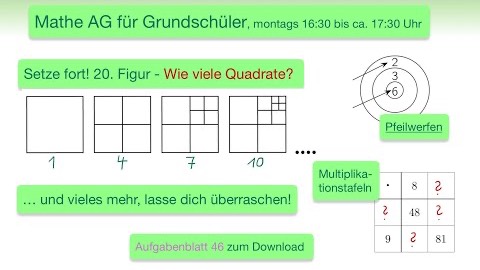 Mathe AG für Grundschüler, montags 16:30 bis ca. 17:30 Uhr
Setze fort! 20. Figur - Wie viele Quadrate?
2
3
6
Pfeilwerfen
1 4 7 10 ....
Multiplika-
tionstafeln
… und vieles mehr, lasse dich überraschen!
· 8 ?
? 48 ?
9 ? 81
Aufgabenblatt 46 zum Download